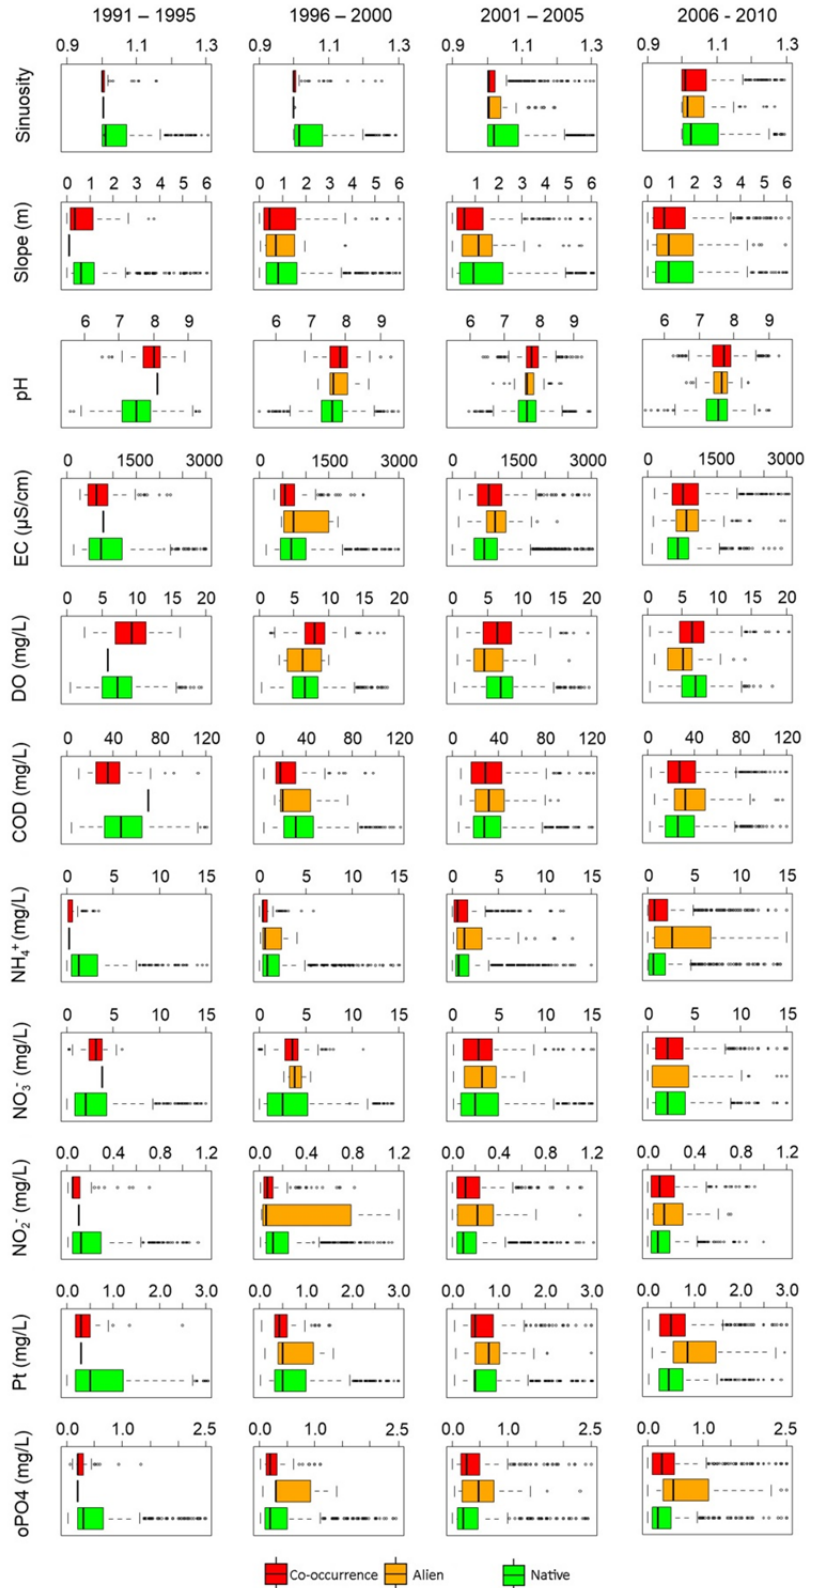 1991 – 1995 1996 – 2000 2001 – 2005 2006 - 2010
0.9 1.1 1.3 0.9 1.1 1.3 0.9 1.1 1.3 0.9 1.1 1.3
Sinuosity
0 1 2 3 4 5 6 0 1 2 3 4 5 6 1 2 3 4 5 6 0 1 2 3 4 5 6
Slope (m)
6 7 8 9 6 7 8 9 6 7 8 9 6 7 8 9
pH
0 1500 3000 0 1500 3000 0 1500 3000 0 1500 3000
EC (µS/cm)
0 5 10 15 20 0 5 10 15 20 0 5 10 15 20 0 5 10 15 20
DO (mg/L)
0 40 80 120 0 40 80 120 0 40 80 120 0 40 80 120
COD (mg/L)
0 5 10 15 0 5 10 15 0 5 10 15 0 5 10 15
NH₄⁺ (mg/L)
0 5 10 15 0 5 10 15 0 5 10 15 0 5 10 15
NO₃⁻ (mg/L)
0.0 0.4 0.8 1.2 0.0 0.4 0.8 1.2 0.0 0.4 0.8 1.2 0.0 0.4 0.8 1.2
NO₂⁻ (mg/L)
0.0 1.0 2.0 3.0 0.0 1.0 2.0 3.0 0.0 1.0 2.0 3.0 0.0 1.0 2.0 3.0
Pt (mg/L)
0.0 1.0 2.5 0.0 1.0 2.5 0.0 1.0 2.5 0.0 1.0 2.5
oPO4 (mg/L)
Co-occurrence Alien Native